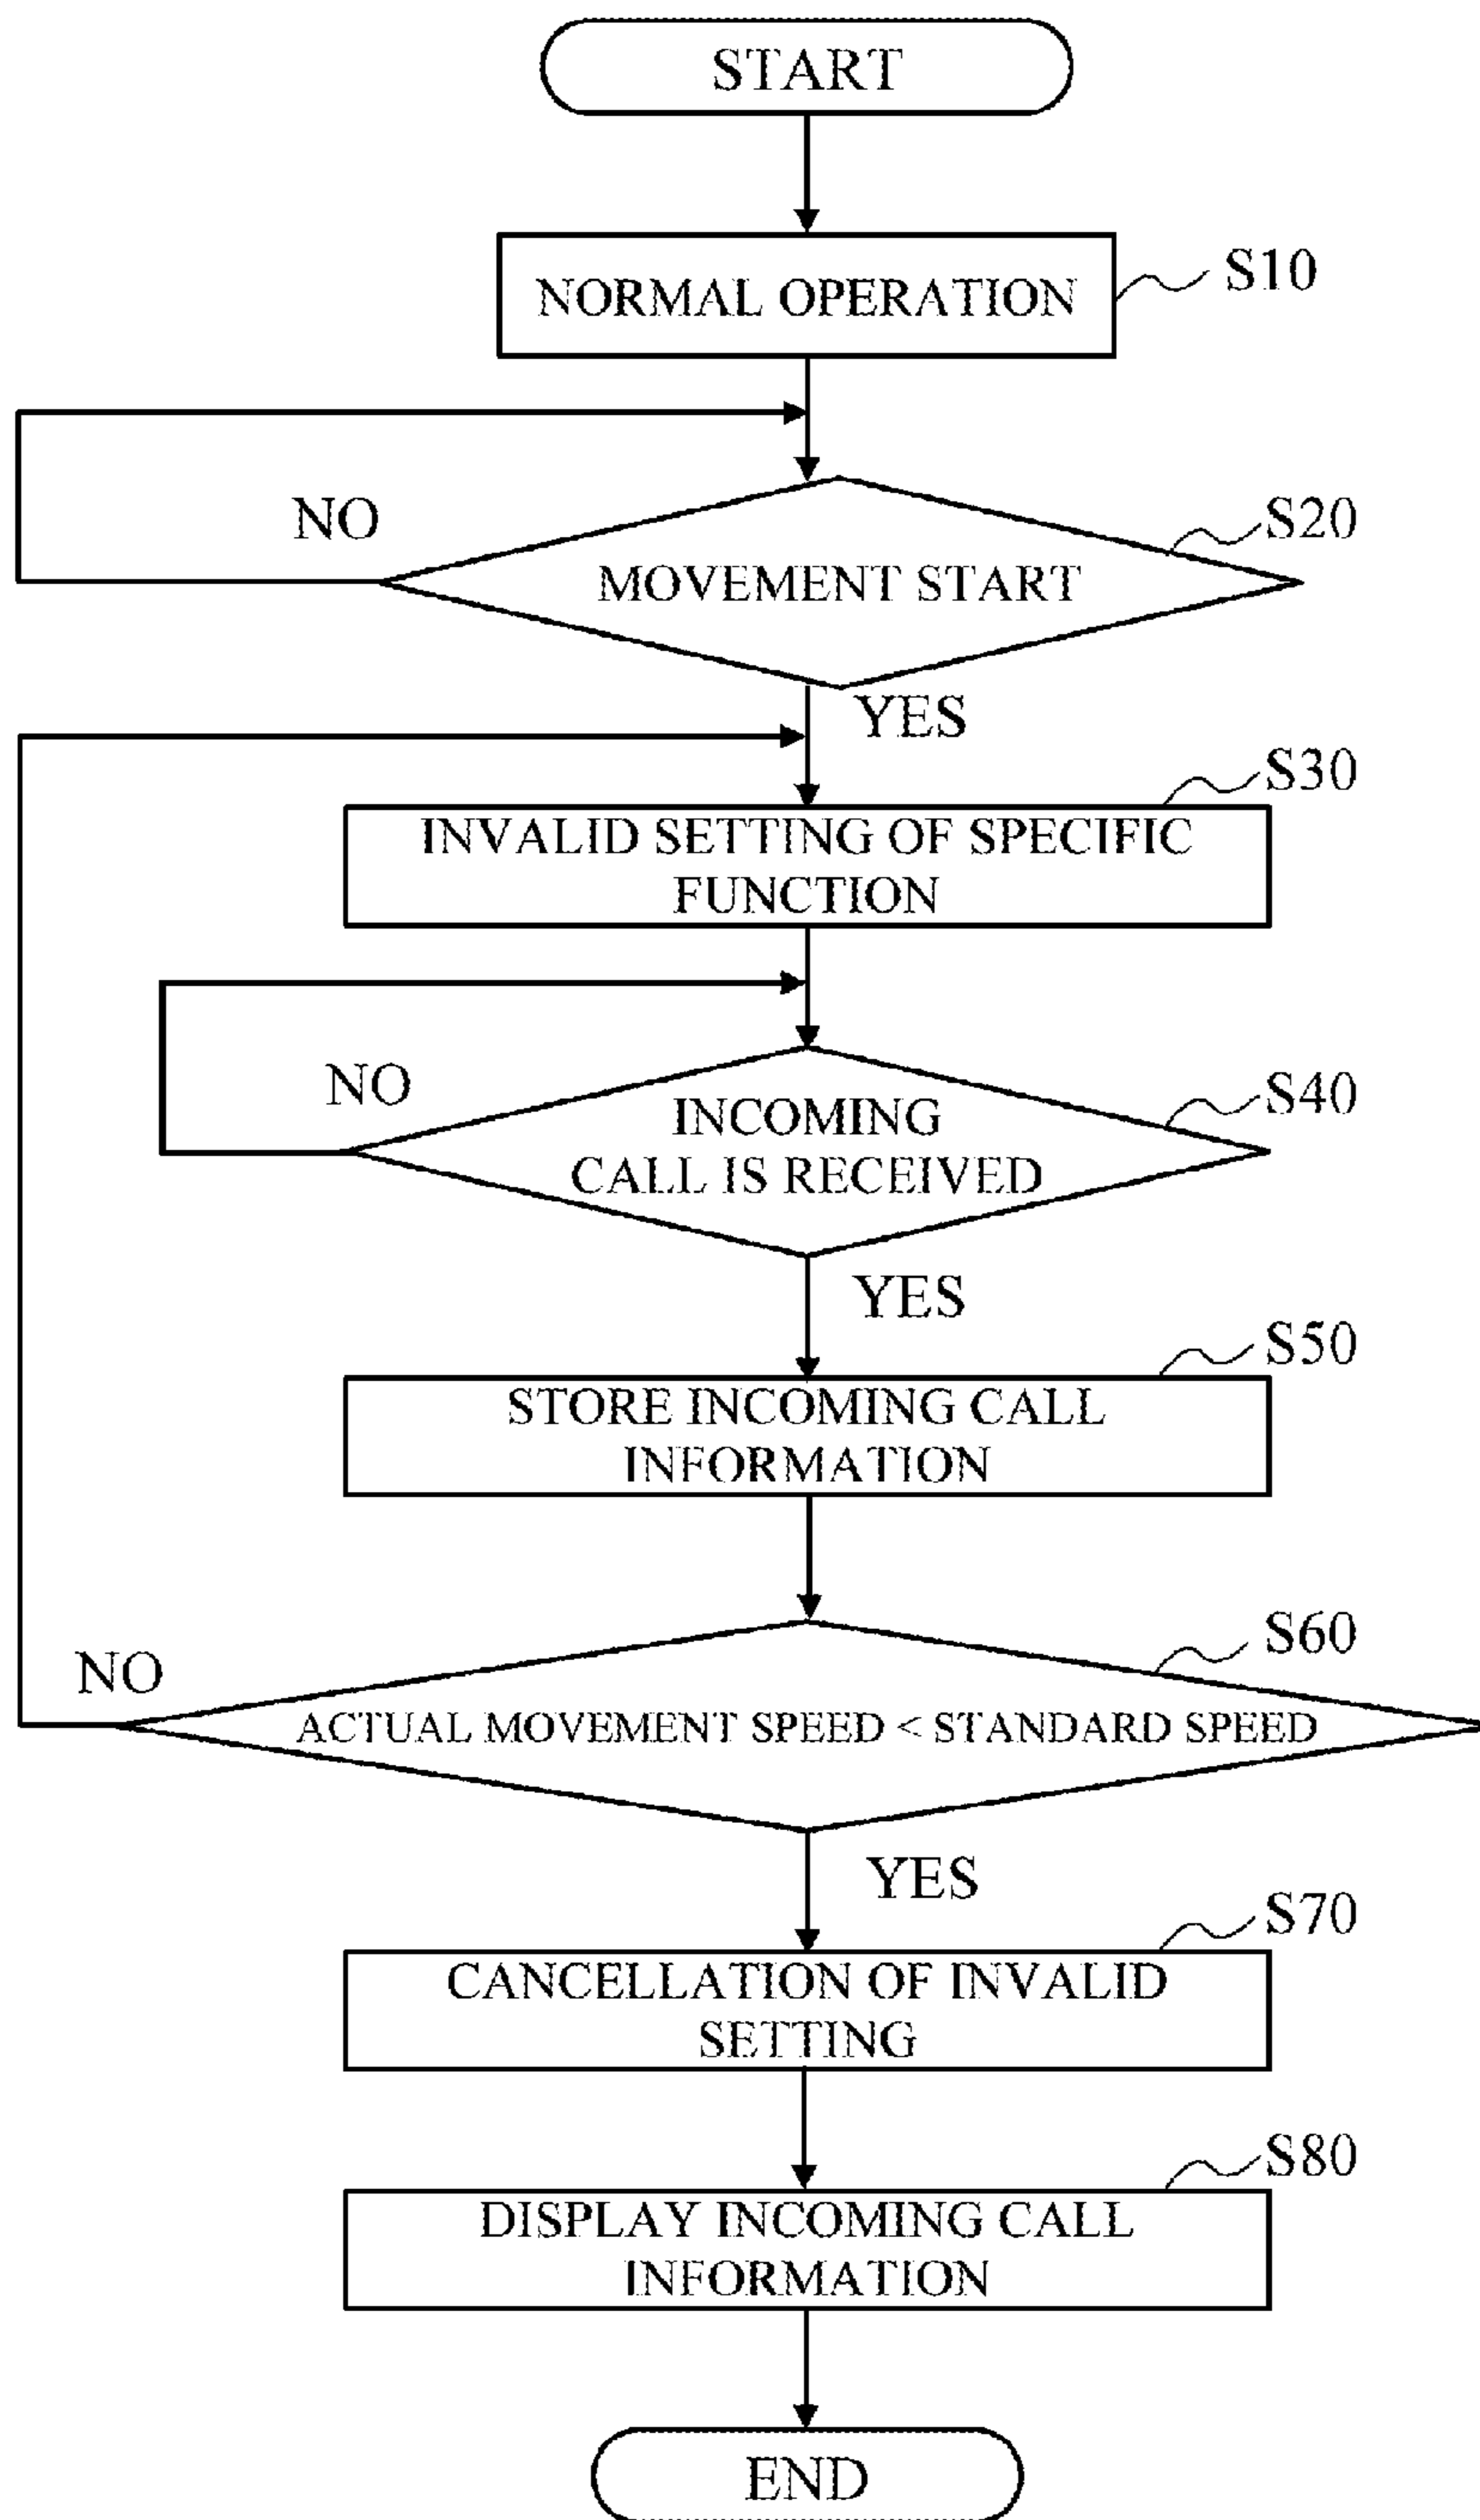 START
NORMAL OPERATION
S10
NO
S20
MOVEMENT START
YES
S30
INVALID SETTING OF SPECIFIC
FUNCTION
NO
S40
INCOMING
CALL IS RECEIVED
YES
S50
STORE INCOMING CALL
INFORMATION
S60
NO
ACTUAL MOVEMENT SPEED < STANDARD SPEED
YES
S70
CANCELLATION OF INVALID
SETTING
S80
DISPLAY INCOMING CALL
INFORMATION
END